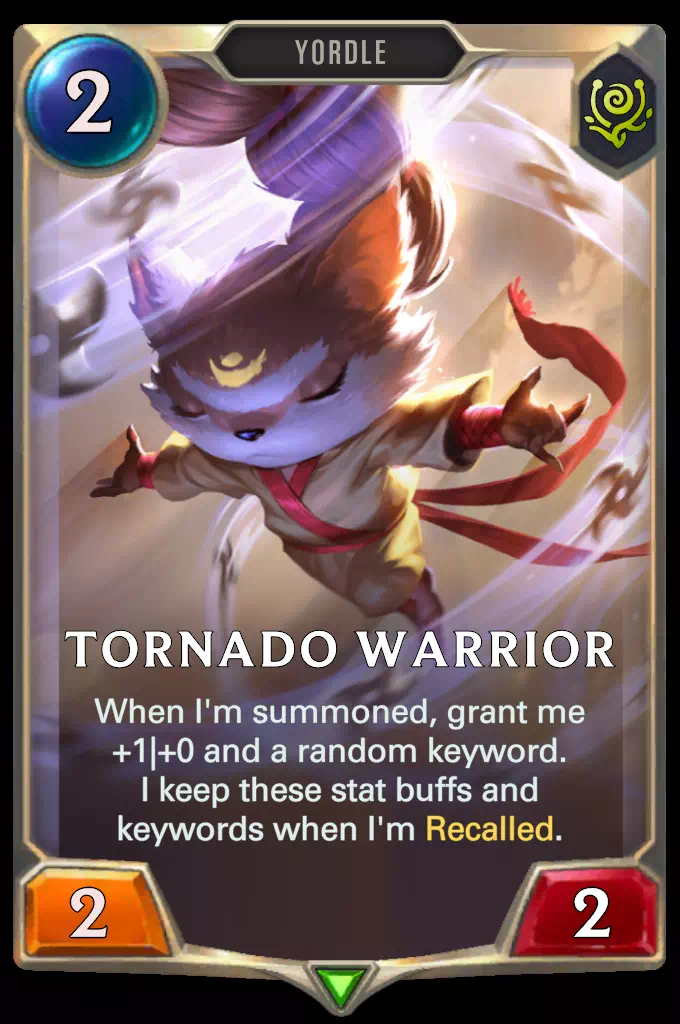 YORDLE
2
TORNADO WARRIOR
When I'm summoned, grant me
+1|+0 and a random keyword.
I keep these stat buffs and
keywords when I'm Recalled.
2
2